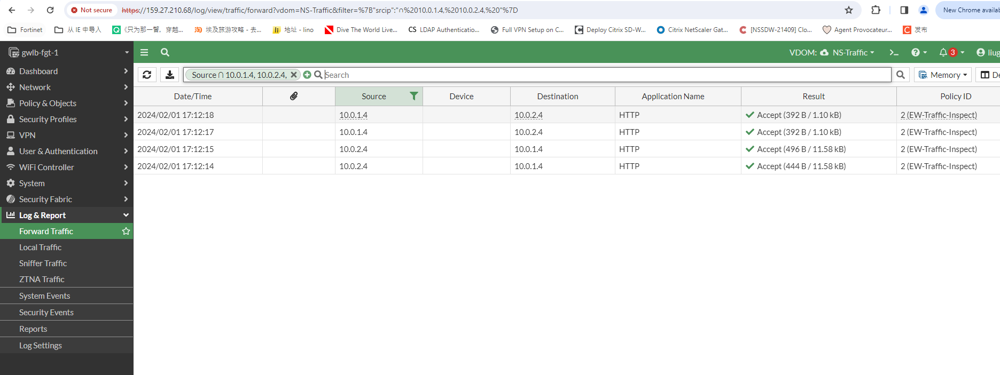 Not secure https://159.27.210.68/log/view/traffic/forward?vdom=NS-Traffic&filter=%7B"srcip":"∩%2010.0.1.4,%2010.0.2.4,%20"%7D New Chrome availab
Fortinet 从 IE 中导入 《只为那一瞥，穿越... 埃及旅游攻略 - 去... 地址 - lino Dive The World Live... CS LDAP Authenticatio... Full VPN Setup on C... Deploy Citrix SD-W... Citrix NetScaler Gat... [NSSDW-21409] Clo... Agent Provocateur... 发布
gwlb-fgt-1 VDOM: NS-Traffic 3 liug
Dashboard
Network
Policy & Objects
Security Profiles
VPN
User & Authentication
WiFi Controller
System
Security Fabric
Log & Report
Forward Traffic
Local Traffic
Sniffer Traffic
ZTNA Traffic
System Events
Security Events
Reports
Log Settings
Source ∩ 10.0.1.4, 10.0.2.4, Search Memory De
Date/Time Source Device Destination Application Name Result Policy ID
2024/02/01 17:12:18 10.0.1.4 10.0.2.4 HTTP Accept (392 B / 1.10 kB) 2 (EW-Traffic-Inspect)
2024/02/01 17:12:17 10.0.1.4 10.0.2.4 HTTP Accept (392 B / 1.10 kB) 2 (EW-Traffic-Inspect)
2024/02/01 17:12:15 10.0.2.4 10.0.1.4 HTTP Accept (496 B / 11.58 kB) 2 (EW-Traffic-Inspect)
2024/02/01 17:12:14 10.0.2.4 10.0.1.4 HTTP Accept (444 B / 11.58 kB) 2 (EW-Traffic-Inspect)